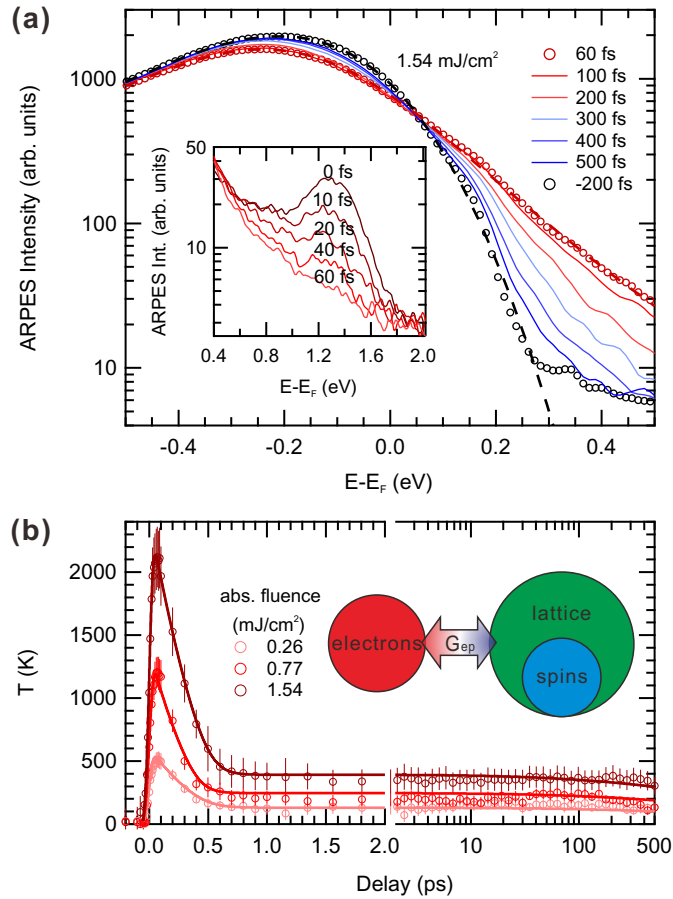 (a)
1.54 mJ/cm²
60 fs
100 fs
200 fs
300 fs
400 fs
500 fs
-200 fs
ARPES Intensity (arb. units)
1000
100
10
-0.4
-0.2
0.0
0.2
0.4
E-E_F (eV)
ARPES Int. (arb. units)
50
10
0 fs
10 fs
20 fs
40 fs
60 fs
0.4
0.8
1.2
1.6
2.0
E-E_F (eV)
(b)
T (K)
2000
1500
1000
500
0
abs. fluence
(mJ/cm²)
0.26
0.77
1.54
electrons
G_ep
lattice
spins
0.0
0.5
1.0
1.5
2.0
10
100
500
Delay (ps)